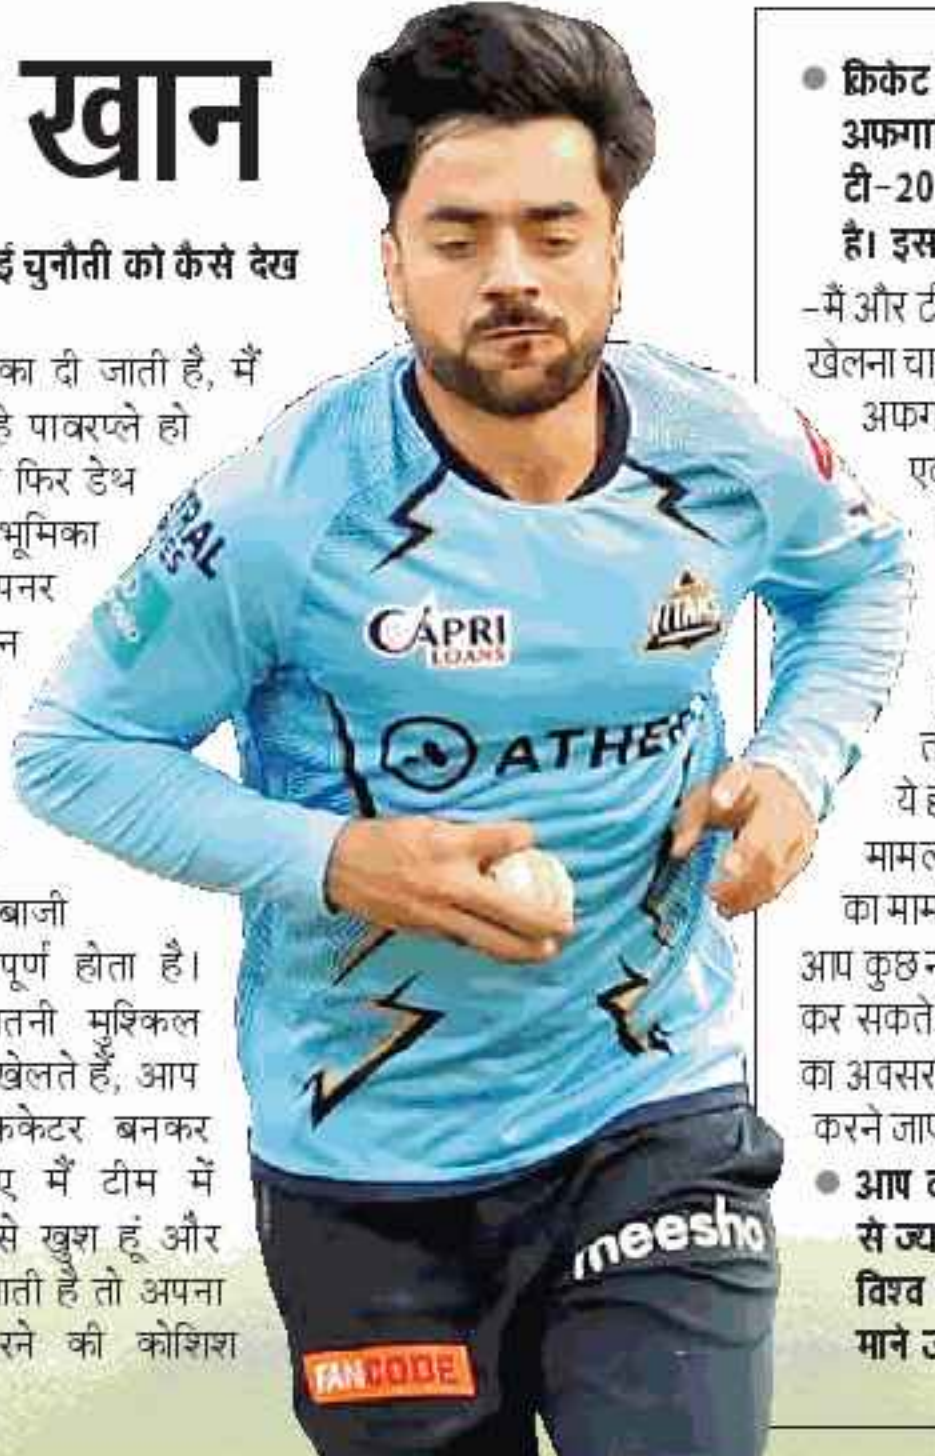 खान
ई चुनौती को कैसे देख
का दी जाती है, मैं
हे पावरप्ले हो
फिर डेथ
भूमिका
पनर
न
बाजी
पूर्ण होता है।
तनी मुश्किल
खेलते हैं, आप
केकेटर बनकर
ए मैं टीम में
से खुश हूं और
ाती है तो अपना
रने की कोशिश
CAPRI
LOANS
TITANS
ATHER
meesho
FANCODE
● क्रिकेट
अफगा
टी-20
है। इस
-मैं और टी
खेलना चा
अफग
एव
त
ये ह
मामल
का माम
आप कुछ न
कर सकते
का अवसर
करने जाए
● आप व
से ज्य
विश्व
माने उ